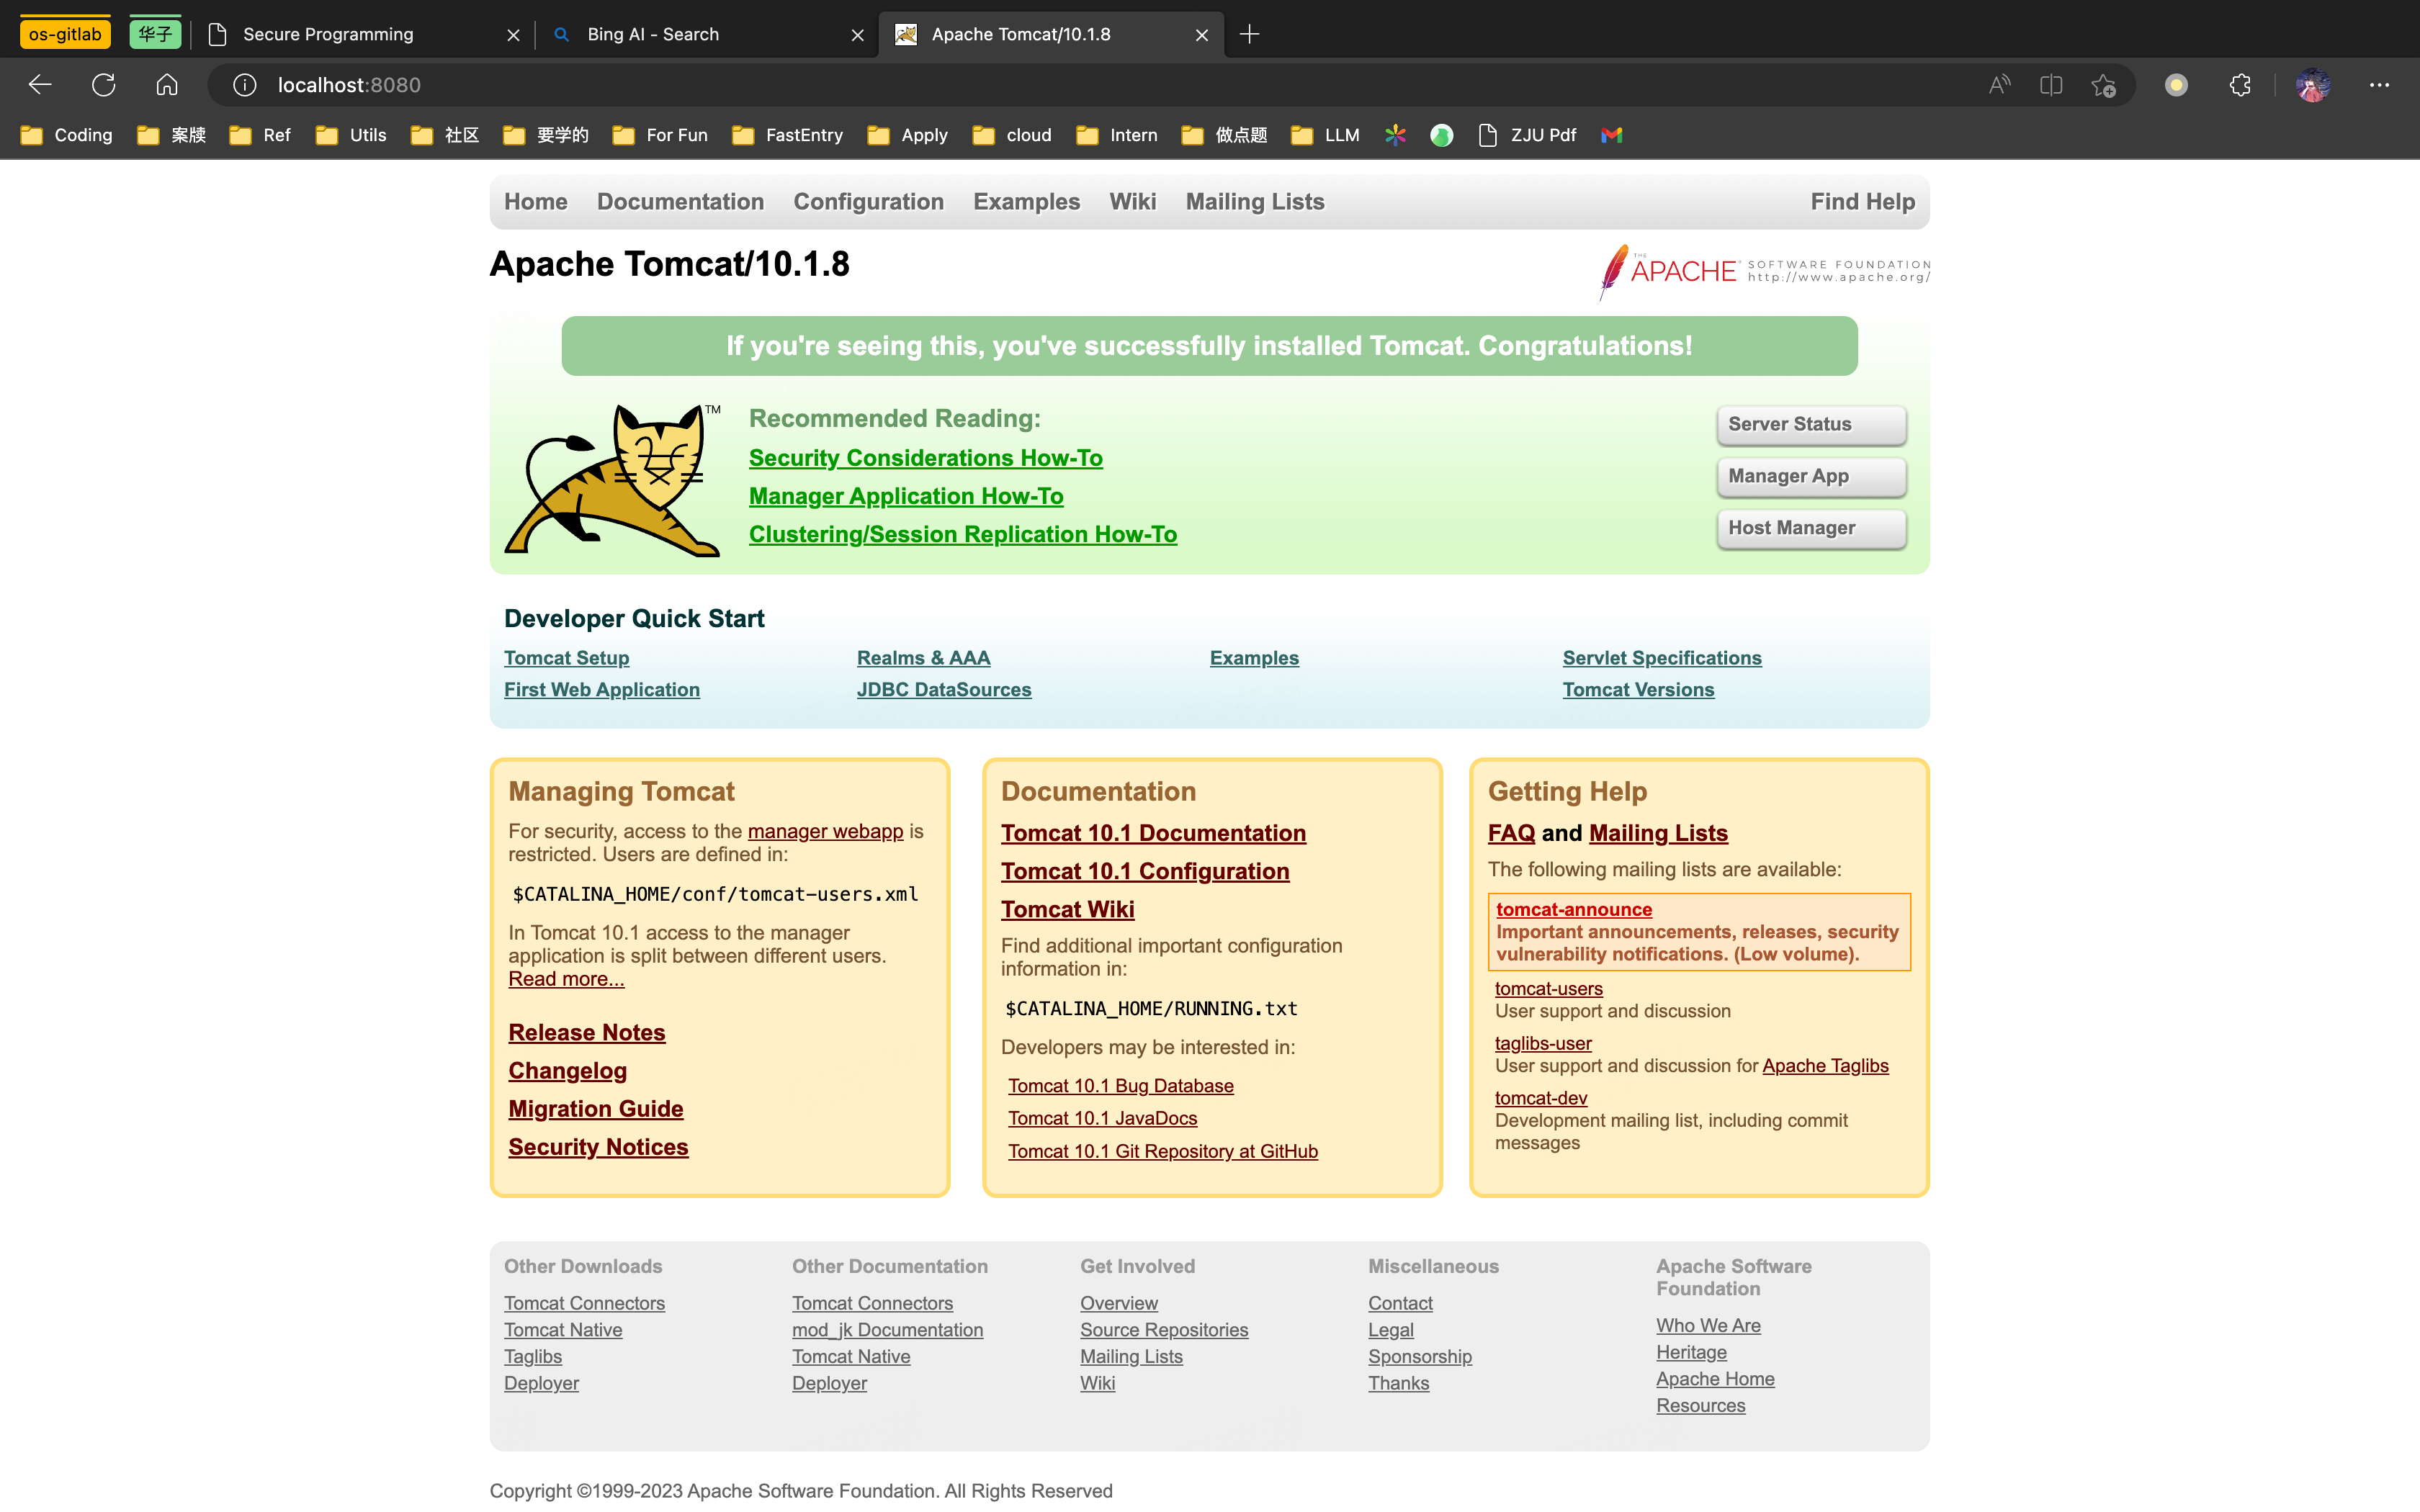 os-gitlab 华子 Secure Programming Bing AI - Search Apache Tomcat/10.1.8
localhost:8080
Coding 案牍 Ref Utils 社区 要学的 For Fun FastEntry Apply cloud Intern 做点题 LLM ZJU Pdf
Home Documentation Configuration Examples Wiki Mailing Lists Find Help
Apache Tomcat/10.1.8
THE APACHE® SOFTWARE FOUNDATION
http://www.apache.org/
If you're seeing this, you've successfully installed Tomcat. Congratulations!
TM
Recommended Reading:
Security Considerations How-To
Manager Application How-To
Clustering/Session Replication How-To
Server Status
Manager App
Host Manager
Developer Quick Start
Tomcat Setup
First Web Application
Realms & AAA
JDBC DataSources
Examples
Servlet Specifications
Tomcat Versions
Managing Tomcat
For security, access to the manager webapp is
restricted. Users are defined in:
$CATALINA_HOME/conf/tomcat-users.xml
In Tomcat 10.1 access to the manager
application is split between different users.
Read more...
Release Notes
Changelog
Migration Guide
Security Notices
Documentation
Tomcat 10.1 Documentation
Tomcat 10.1 Configuration
Tomcat Wiki
Find additional important configuration
information in:
$CATALINA_HOME/RUNNING.txt
Developers may be interested in:
Tomcat 10.1 Bug Database
Tomcat 10.1 JavaDocs
Tomcat 10.1 Git Repository at GitHub
Getting Help
FAQ and Mailing Lists
The following mailing lists are available:
tomcat-announce
Important announcements, releases, security
vulnerability notifications. (Low volume).
tomcat-users
User support and discussion
taglibs-user
User support and discussion for Apache Taglibs
tomcat-dev
Development mailing list, including commit
messages
Other Downloads
Tomcat Connectors
Tomcat Native
Taglibs
Deployer
Other Documentation
Tomcat Connectors
mod_jk Documentation
Tomcat Native
Deployer
Get Involved
Overview
Source Repositories
Mailing Lists
Wiki
Miscellaneous
Contact
Legal
Sponsorship
Thanks
Apache Software
Foundation
Who We Are
Heritage
Apache Home
Resources
Copyright ©1999-2023 Apache Software Foundation. All Rights Reserved